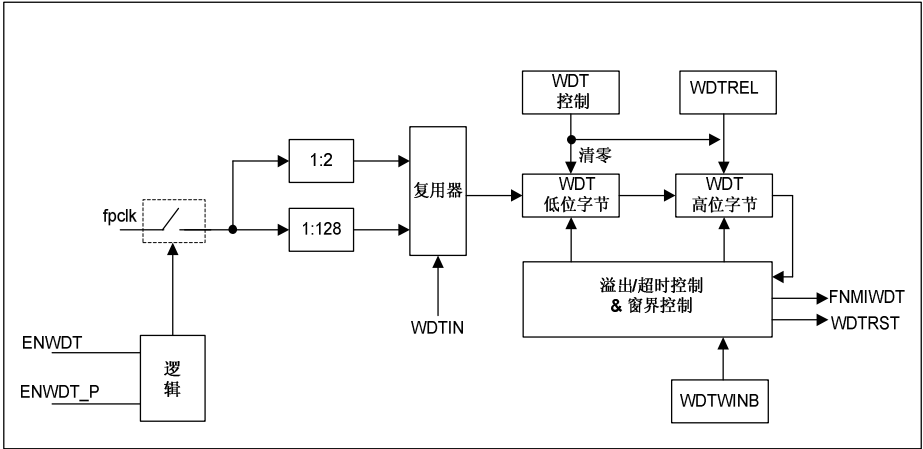 WDT
控制
WDTREL
清零
1:2
复用器
WDT
低位字节
WDT
高位字节
fpclk
1:128
溢出/超时控制
& 窗界控制
FNMIWDT
WDTRST
WDTIN
ENWDT
逻
辑
ENWDT_P
WDTWINB